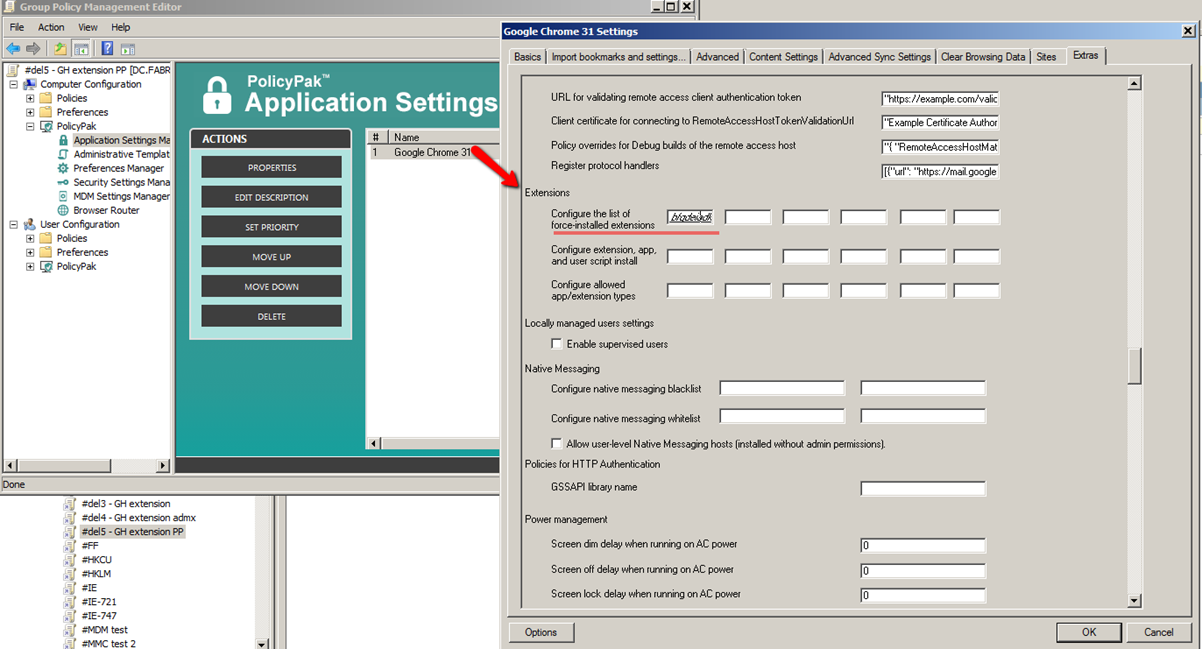 Group Policy Management Editor
File Action View Help
#del5 - GH extension PP [DC.FABR
Computer Configuration
Policies
Preferences
PolicyPak
Application Settings Ma
Administrative Templat
Preferences Manager
Security Settings Mana
MDM Settings Manager
Browser Router
User Configuration
Policies
Preferences
PolicyPak
Done
PolicyPak™
Application Settings
ACTIONS
PROPERTIES
EDIT DESCRIPTION
SET PRIORITY
MOVE UP
MOVE DOWN
DELETE
# Name
1 Google Chrome 31
#del3 - GH extension
#del4 - GH extension admx
#del5 - GH extension PP
#FF
#HKCU
#HKLM
#IE
#IE-721
#IE-747
#MDM test
#MMC test 2
Google Chrome 31 Settings
Basics Import bookmarks and settings... Advanced Content Settings Advanced Sync Settings Clear Browsing Data Sites Extras
URL for validating remote access client authentication token "https://example.com/valic
Client certificate for connecting to RemoteAccessHostTokenValidationUrl "Example Certificate Author
Policy overrides for Debug builds of the remote access host "{ "RemoteAccessHostMat
Register protocol handlers [{"url": "https://mail.google
Extensions
Configure the list of
force-installed extensions
Configure extension, app,
and user script install
Configure allowed
app/extension types
Locally managed users settings
Enable supervised users
Native Messaging
Configure native messaging blacklist
Configure native messaging whitelist
Allow user-level Native Messaging hosts (installed without admin permissions).
Policies for HTTP Authentication
GSSAPI library name
Power management
Screen dim delay when running on AC power 0
Screen off delay when running on AC power 0
Screen lock delay when running on AC power 0
Options OK Cancel